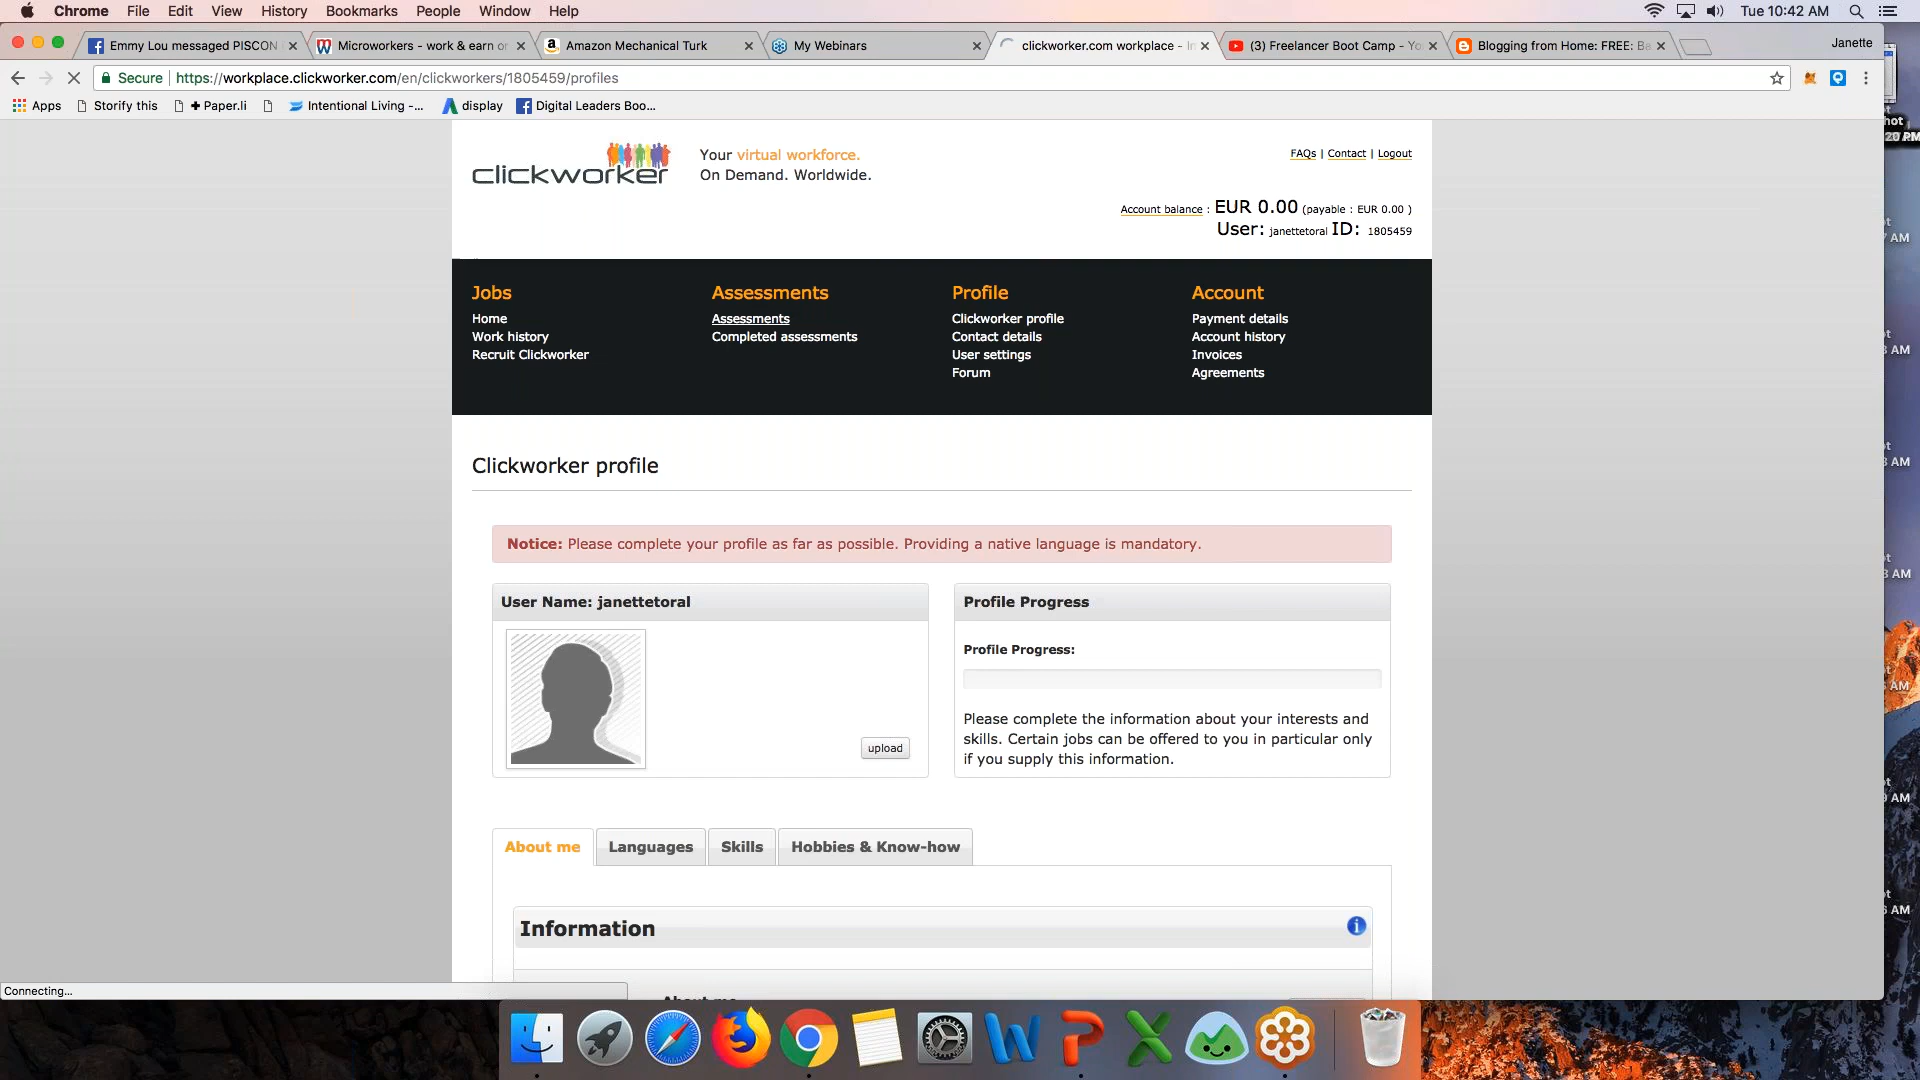 Chrome File Edit View History Bookmarks People Window Help Tue 10:42 AM
Emmy Lou messaged PISCON Microworkers - work & earn or Amazon Mechanical Turk My Webinars clickworker.com workplace - In (3) Freelancer Boot Camp - Yo Blogging from Home: FREE: Ba Janette
Secure https://workplace.clickworker.com/en/clickworkers/1805459/profiles
Apps Storify this + Paper.li Intentional Living -... display Digital Leaders Boo...
clickworker
Your virtual workforce.
On Demand. Worldwide.
FAQs | Contact | Logout
Account balance : EUR 0.00 (payable : EUR 0.00 )
User: janettetoral ID: 1805459
Jobs
Home
Work history
Recruit Clickworker
Assessments
Assessments
Completed assessments
Profile
Clickworker profile
Contact details
User settings
Forum
Account
Payment details
Account history
Invoices
Agreements
Clickworker profile
Notice: Please complete your profile as far as possible. Providing a native language is mandatory.
User Name: janettetoral
upload
Profile Progress
Profile Progress:
Please complete the information about your interests and
skills. Certain jobs can be offered to you in particular only
if you supply this information.
About me Languages Skills Hobbies & Know-how
Information
About me
Connecting...